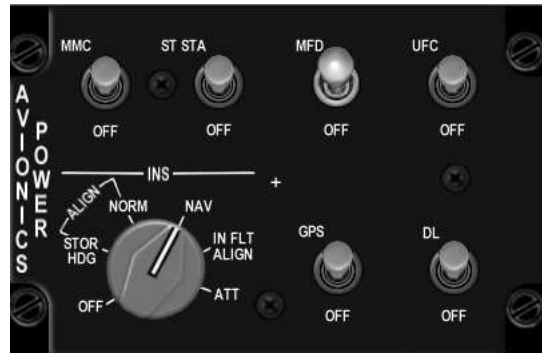 AVIONICS
POWER
MMC
ST STA
MFD
UFC
OFF
OFF
OFF
OFF
INS
ALIGN
NORM
NAV
STOR
HDG
IN FLT
ALIGN
OFF
ATT
GPS
DL
OFF
OFF